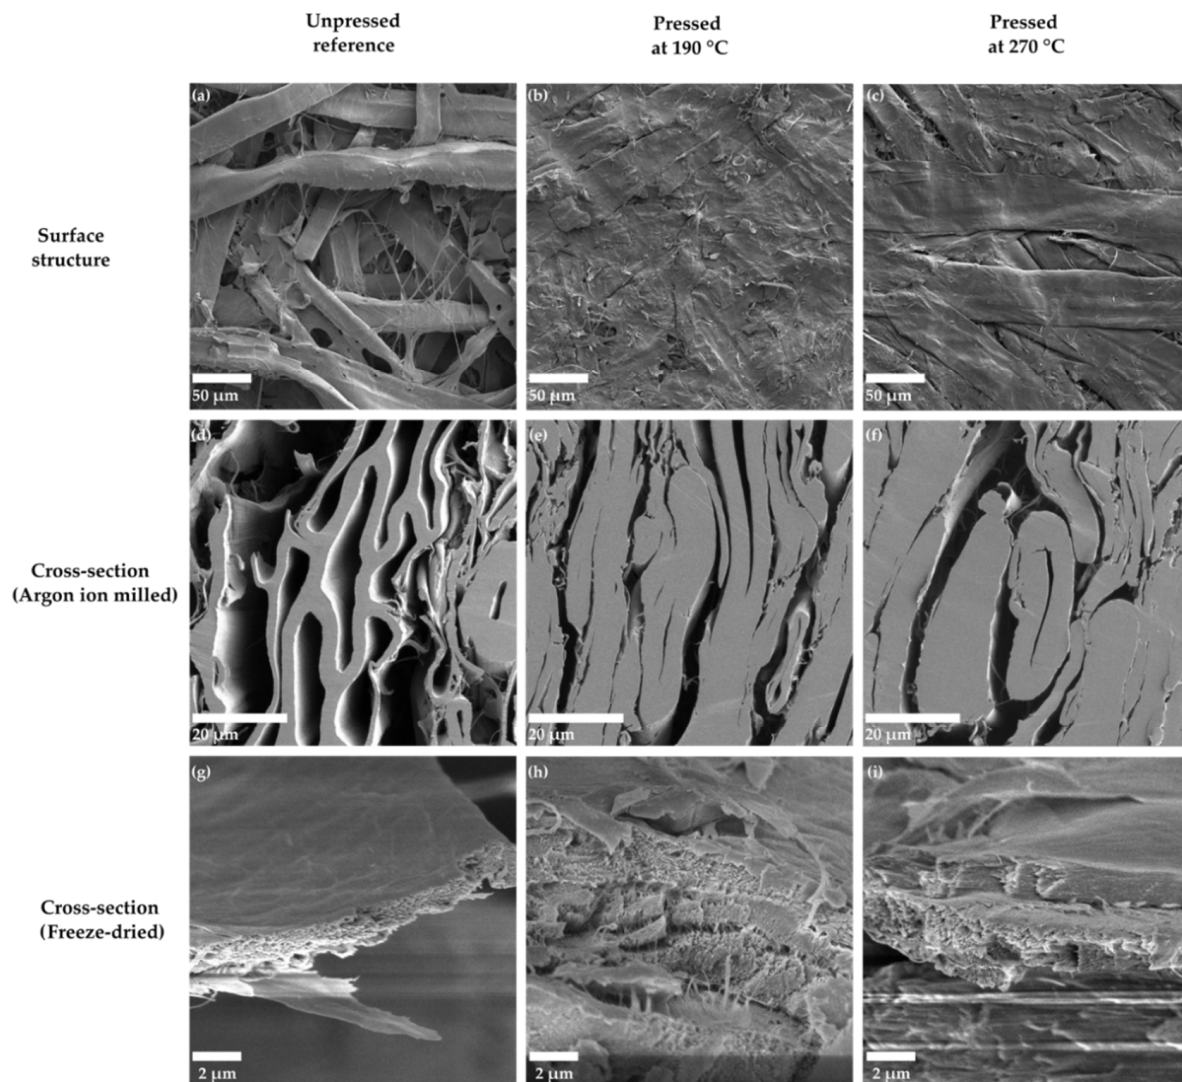 Unpressed
reference
Pressed
at 190 °C
Pressed
at 270 °C
Surface
structure
(a)
50 μm
(b)
50 μm
(c)
50 μm
Cross-section
(Argon ion milled)
(d)
20 μm
(e)
20 μm
(f)
20 μm
Cross-section
(Freeze-dried)
(g)
2 μm
(h)
2 μm
(i)
2 μm